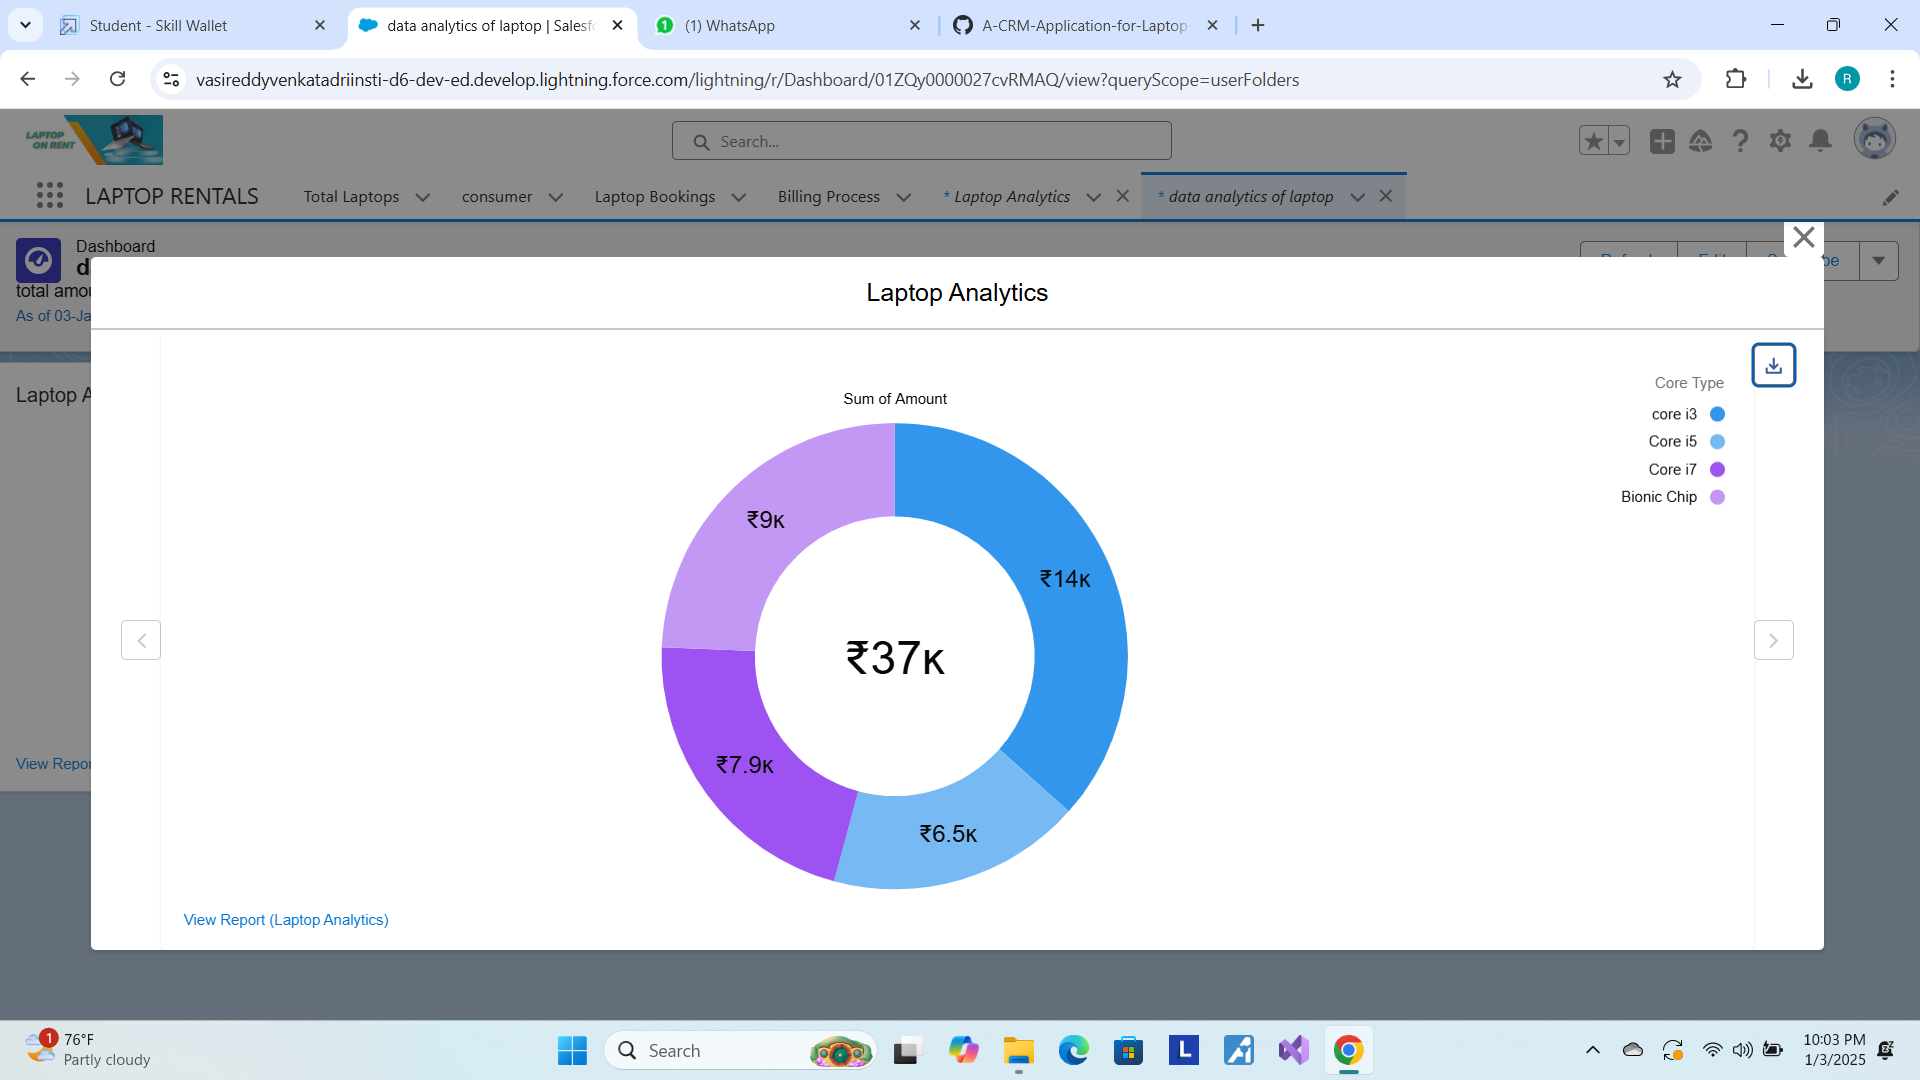 Student - Skill Wallet
data analytics of laptop | Salesfo
(1) WhatsApp
A-CRM-Application-for-Laptop-
vasireddyvenkatadriinsti-d6-dev-ed.develop.lightning.force.com/lightning/r/Dashboard/01ZQy0000027cvRMAQ/view?queryScope=userFolders
R
LAPTOP
ON RENT
Search...
LAPTOP RENTALS
Total Laptops
consumer
Laptop Bookings
Billing Process
* Laptop Analytics
* data analytics of laptop
Dashboard
total amou
As of 03-Ja
Laptop A
View Repor
Laptop Analytics
Sum of Amount
Core Type
core i3
Core i5
Core i7
Bionic Chip
₹9K
₹14K
₹37K
₹7.9K
₹6.5K
View Report (Laptop Analytics)
1
76°F
Partly cloudy
Search
L
10:03 PM
1/3/2025